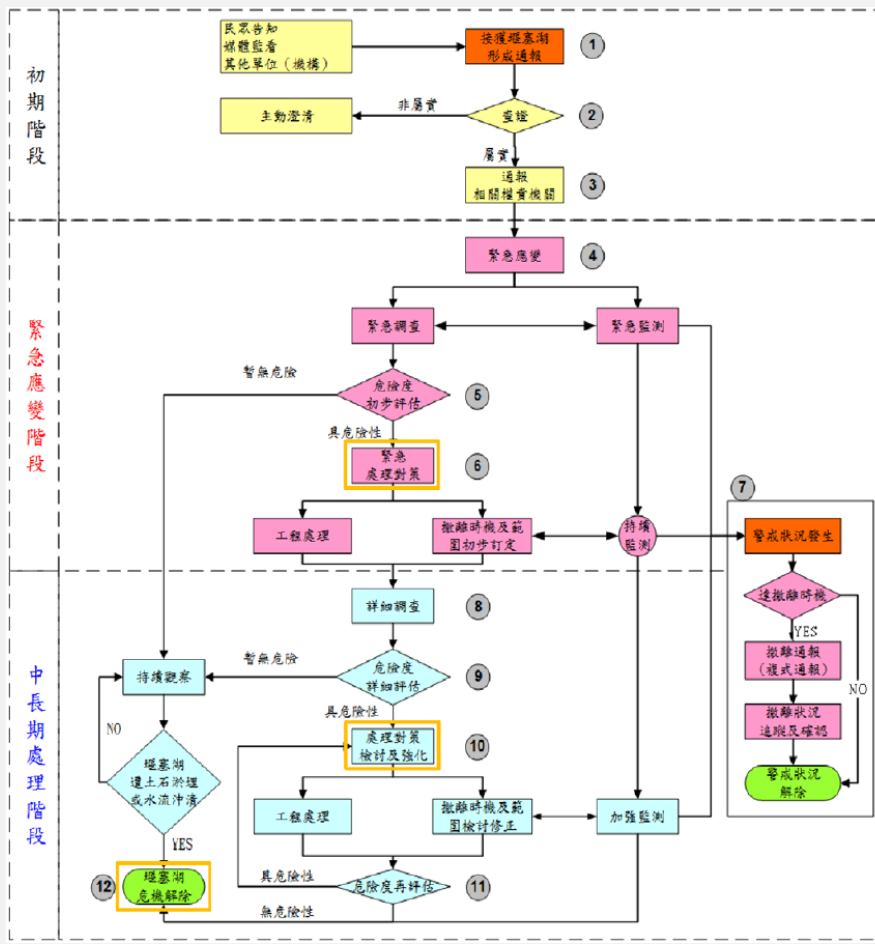 初期階段
民眾告知
媒體監看
其他單位（機構）
接獲堰塞湖
形成通報
1
主動澄清
非屬實
查證
2
屬實
通報
相關權責機關
3
緊急應變階段
緊急應變
4
緊急調查
緊急監測
暫無危險
危險度
初步評估
5
具危險性
緊急
處理對策
6
工程處理
撤離時機及範
圍初步訂定
持續
監測
7
警戒狀況發生
達撤離時機
YES
NO
撤離通報
（複式通報）
撤離狀況
追蹤及確認
警戒狀況
解除
中長期處理階段
詳細調查
8
持續觀察
暫無危險
危險度
詳細評估
9
具危險性
NO
處理對策
檢討及強化
10
堰塞湖
遭土石淤埋
或水流沖潰
工程處理
撤離時機及範
圍檢討修正
加強監測
YES
具危險性
危險度再評估
11
12
堰塞湖
危機解除
無危險性